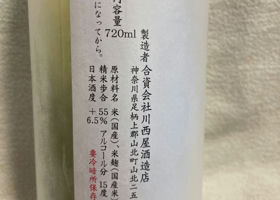 製造者 合資会社川西屋酒造店
神奈川県足柄上郡山北町山北二五
内容量
720ml
になってから。
原材料名 米(国産)、米麹(国産米
精米歩合 55% アルコール分 15度
日本酒度 +6.5
要冷暗所保存